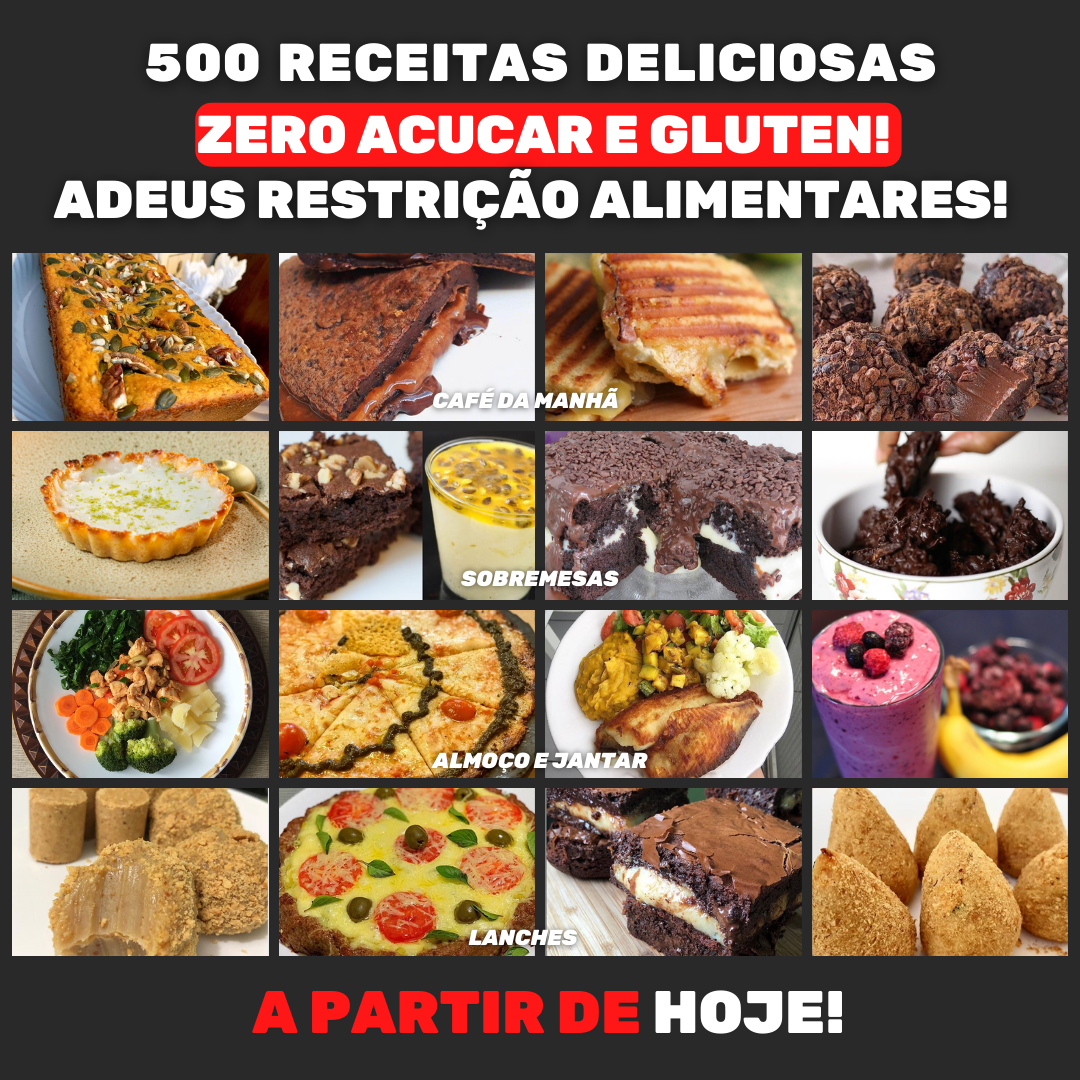 500 RECEITAS DELICIOSAS
ZERO ACUCAR E GLUTEN!
ADEUS RESTRIÇÃO ALIMENTARES!
CAFÉ DA MANHÃ
SOBREMESAS
ALMOÇO E JANTAR
LANCHES
A PARTIR DE HOJE!